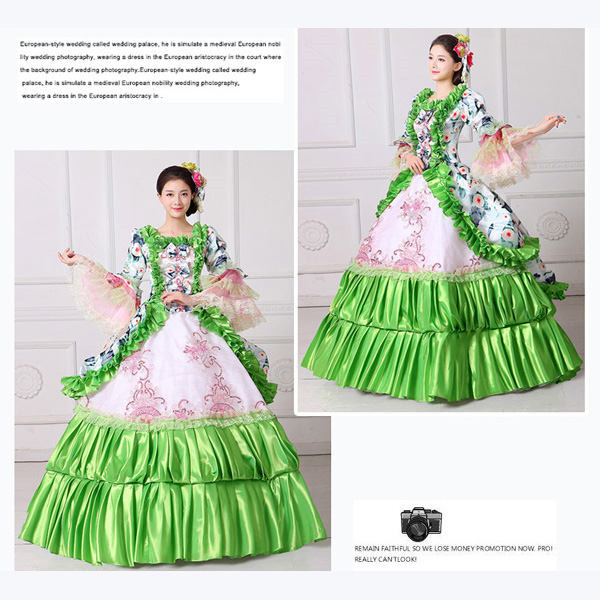 European-style wedding called wedding palace, he is simulate a medieval European nobi
lity wedding photography, wearing a dress in the European aristocracy in the court where
the background of wedding photography.European-style wedding called wedding
palace, he is simulate a medieval European nobility wedding photography,
wearing a dress in the European aristocracy in .
REMAIN FAITHFUL SO WE LOSE MONEY PROMOTION NOW. PRO!
REALLY CAN'TLOOK!